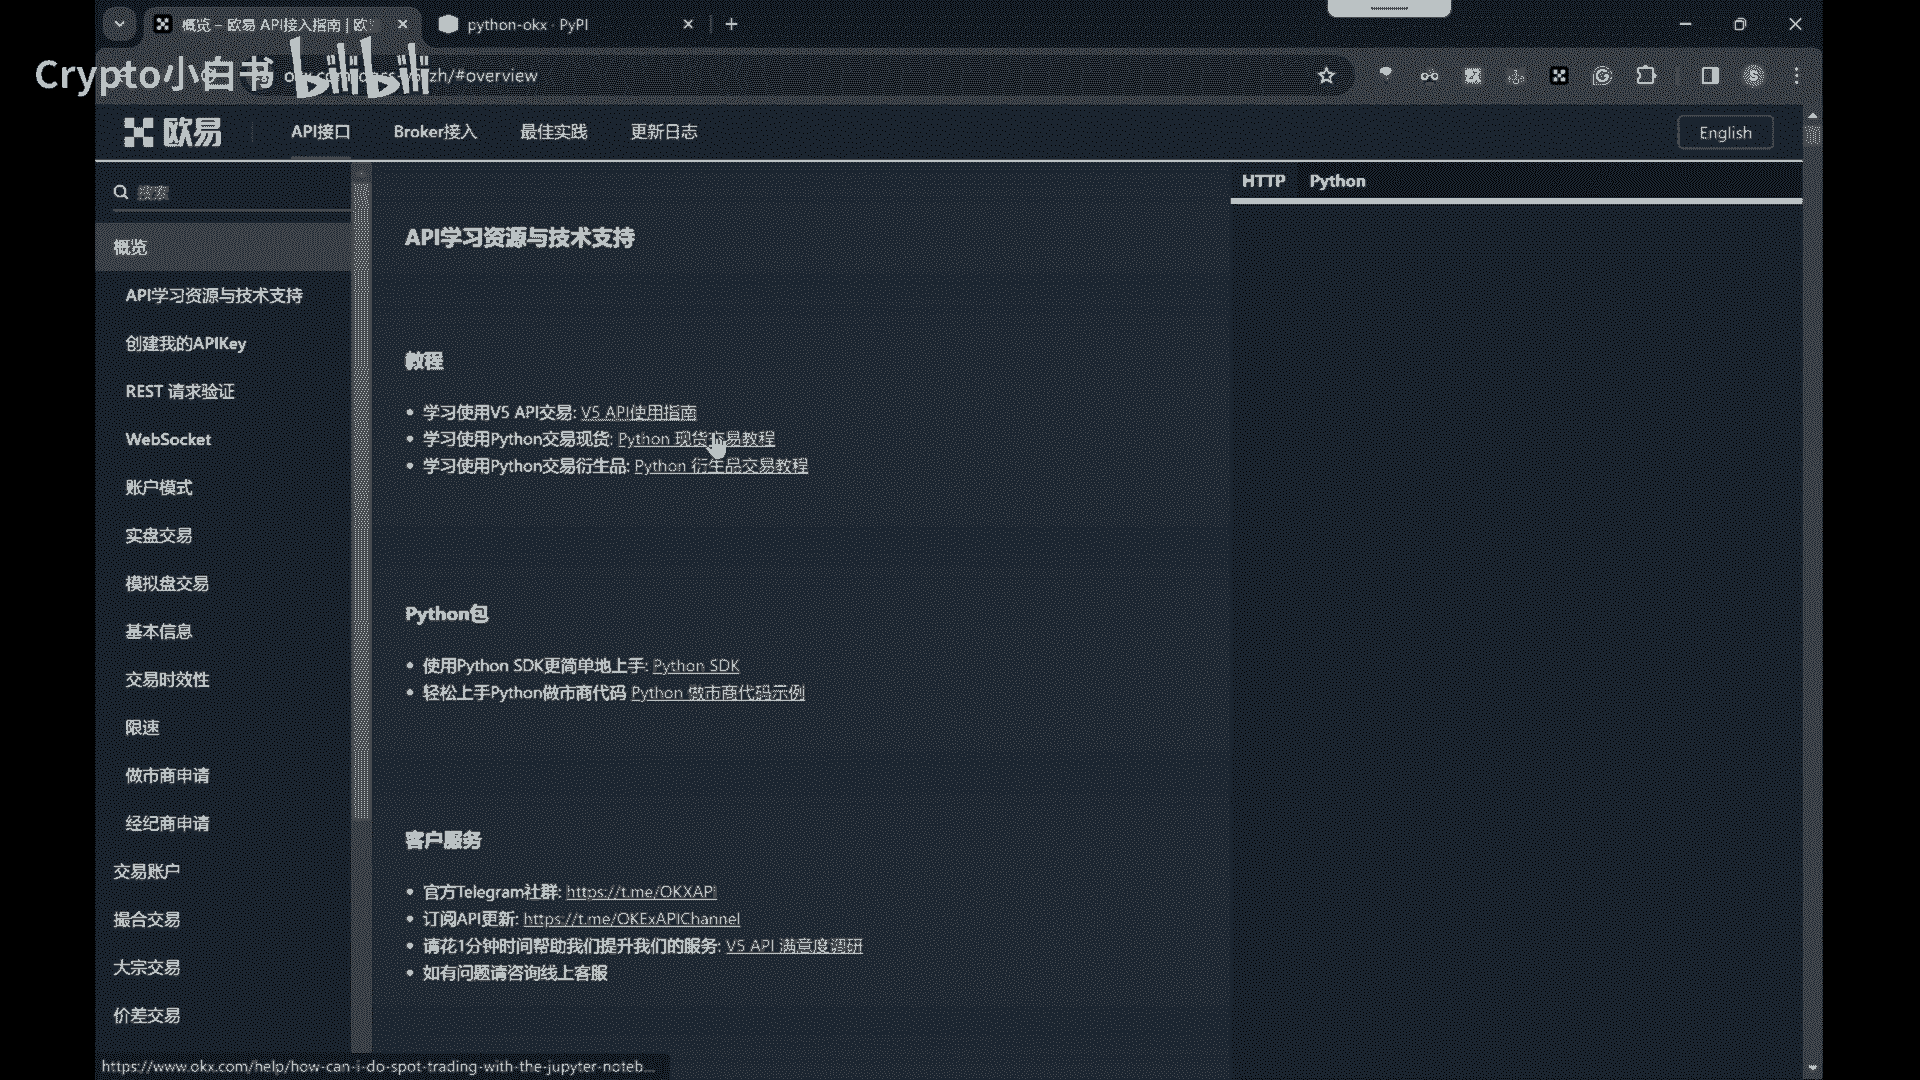 概览 – 欧易 API接入指南 | 欧
python-okx · PyPI
Crypto小白书 bilibili
zh/#overview
欧易
API接口
Broker接入
最佳实践
更新日志
English
搜索
HTTP
Python
概览
API学习资源与技术支持
创建我的APIKey
REST 请求验证
WebSocket
账户模式
实盘交易
模拟盘交易
基本信息
交易时效性
限速
做市商申请
经纪商申请
交易账户
撮合交易
大宗交易
价差交易
API学习资源与技术支持
教程
学习使用V5 API交易: V5 API使用指南
学习使用Python交易现货: Python 现货交易教程
学习使用Python交易衍生品: Python 衍生品交易教程
Python包
使用Python SDK更简单地上手: Python SDK
轻松上手Python做市商代码 Python 做市商代码示例
客户服务
官方Telegram社群: https://t.me/OKXAPI
订阅API更新: https://t.me/OKExAPIChannel
请花1分钟时间帮助我们提升我们的服务: V5 API 满意度调研
如有问题请咨询线上客服
https://www.okx.com/help/how-can-i-do-spot-trading-with-the-jupyter-noteb...